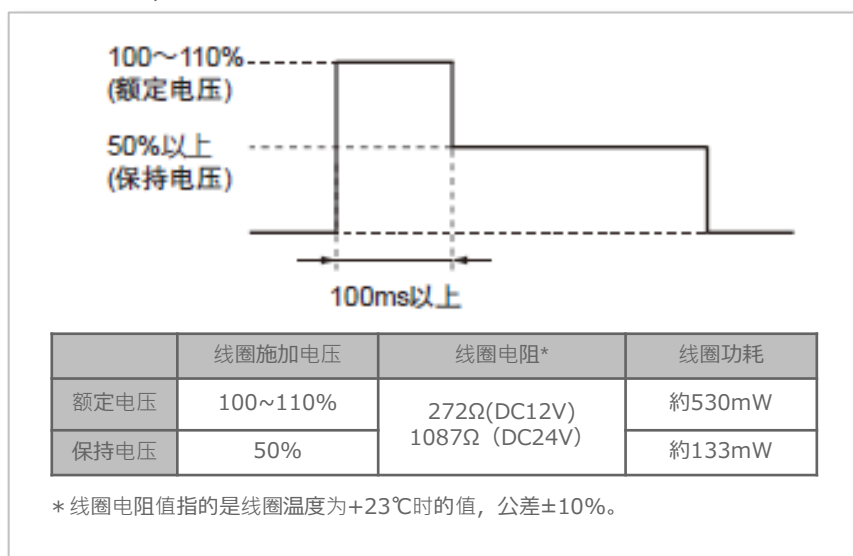 100～110%
(额定电压)
50%以上
(保持电压)
100ms以上
线圈施加电压 线圈电阻* 线圈功耗
额定电压 100~110% 272Ω(DC12V) 約530mW
1087Ω（DC24V）
保持电压 50% 約133mW
＊线圈电阻值指的是线圈温度为+23℃时的值，公差±10%。